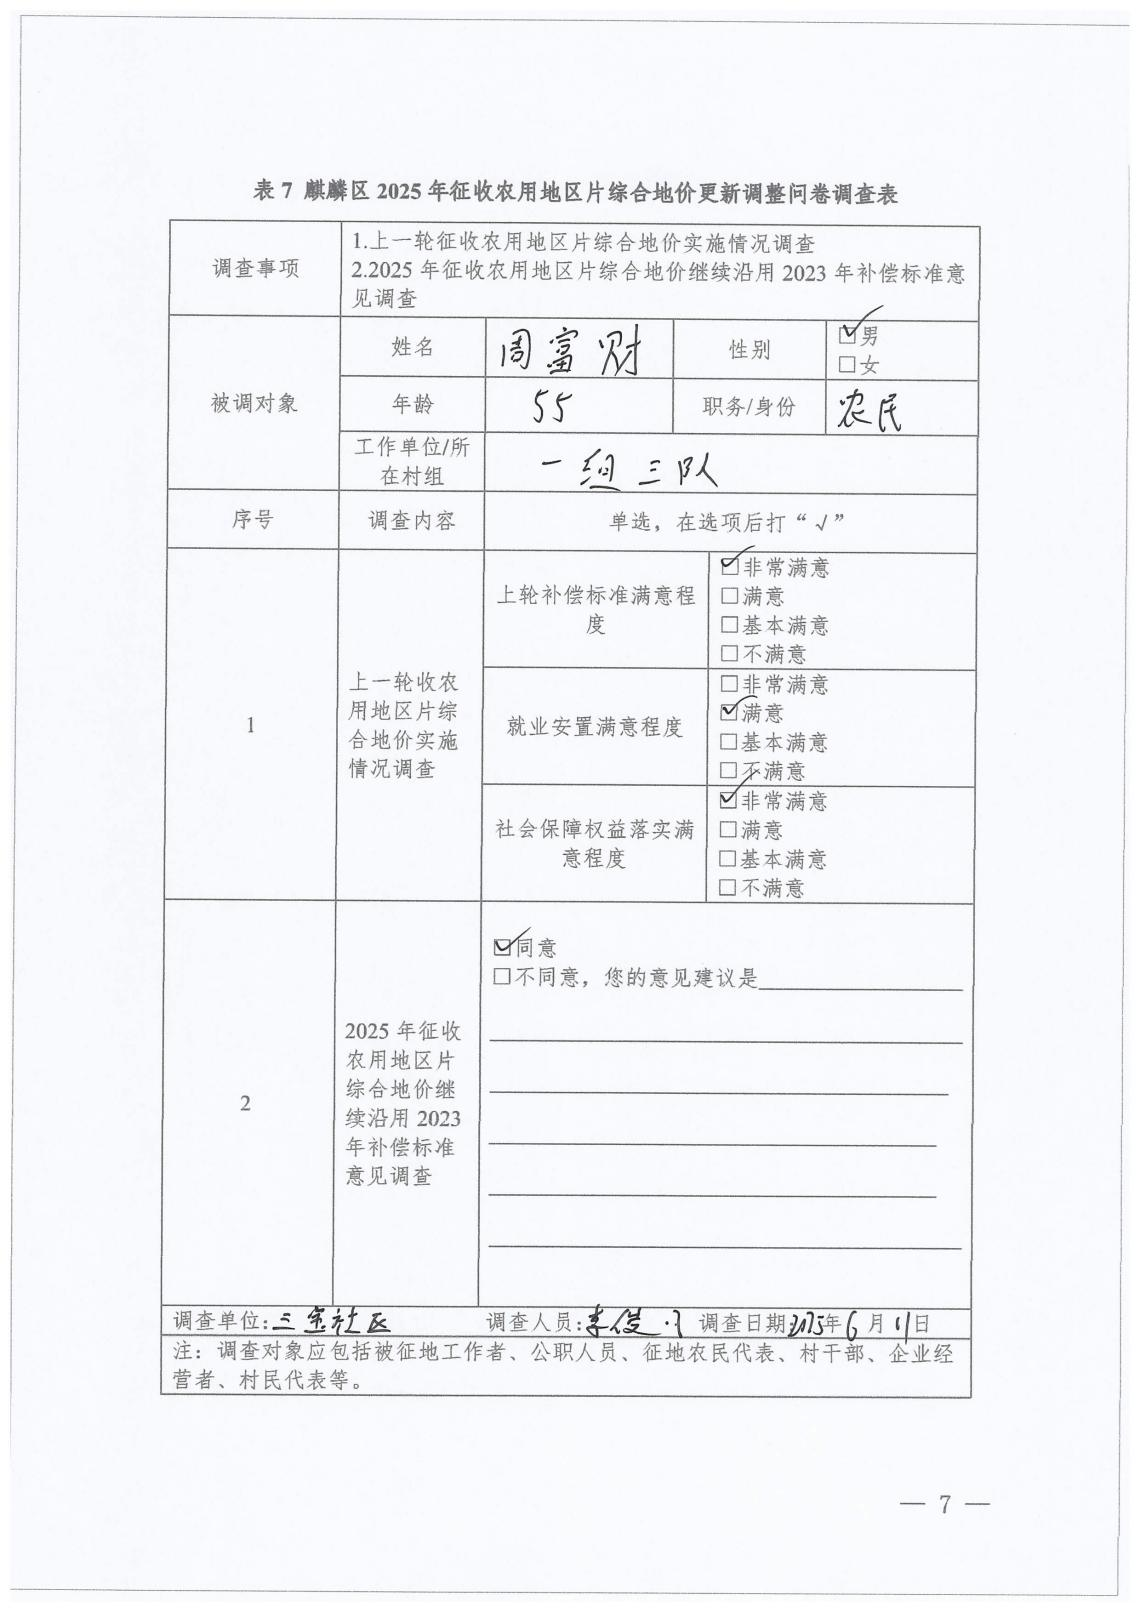 表 7 麒麟区 2025 年征收农用地区片综合地价更新调整问卷调查表
调查事项
1.上一轮征收农用地区片综合地价实施情况调查
2.2025 年征收农用地区片综合地价继续沿用 2023 年补偿标准意
见调查
被调对象
姓名
周富财
性别
☑男
□女
年龄
55
职务/身份
农民
工作单位/所
在村组
一组三队
序号
调查内容
单选，在选项后打“√”
1
上一轮收农
用地区片综
合地价实施
情况调查
上轮补偿标准满意程
度
☑非常满意
□满意
□基本满意
□不满意
就业安置满意程度
□非常满意
☑满意
□基本满意
□不满意
社会保障权益落实满
意程度
☑非常满意
□满意
□基本满意
□不满意
2
2025 年征收
农用地区片
综合地价继
续沿用 2023
年补偿标准
意见调查
☑同意
□不同意，您的意见建议是
调查单位:三宝社区 调查人员:李俊 调查日期2025年6月11日
注：调查对象应包括被征地工作者、公职人员、征地农民代表、村干部、企业经
营者、村民代表等。
— 7 —